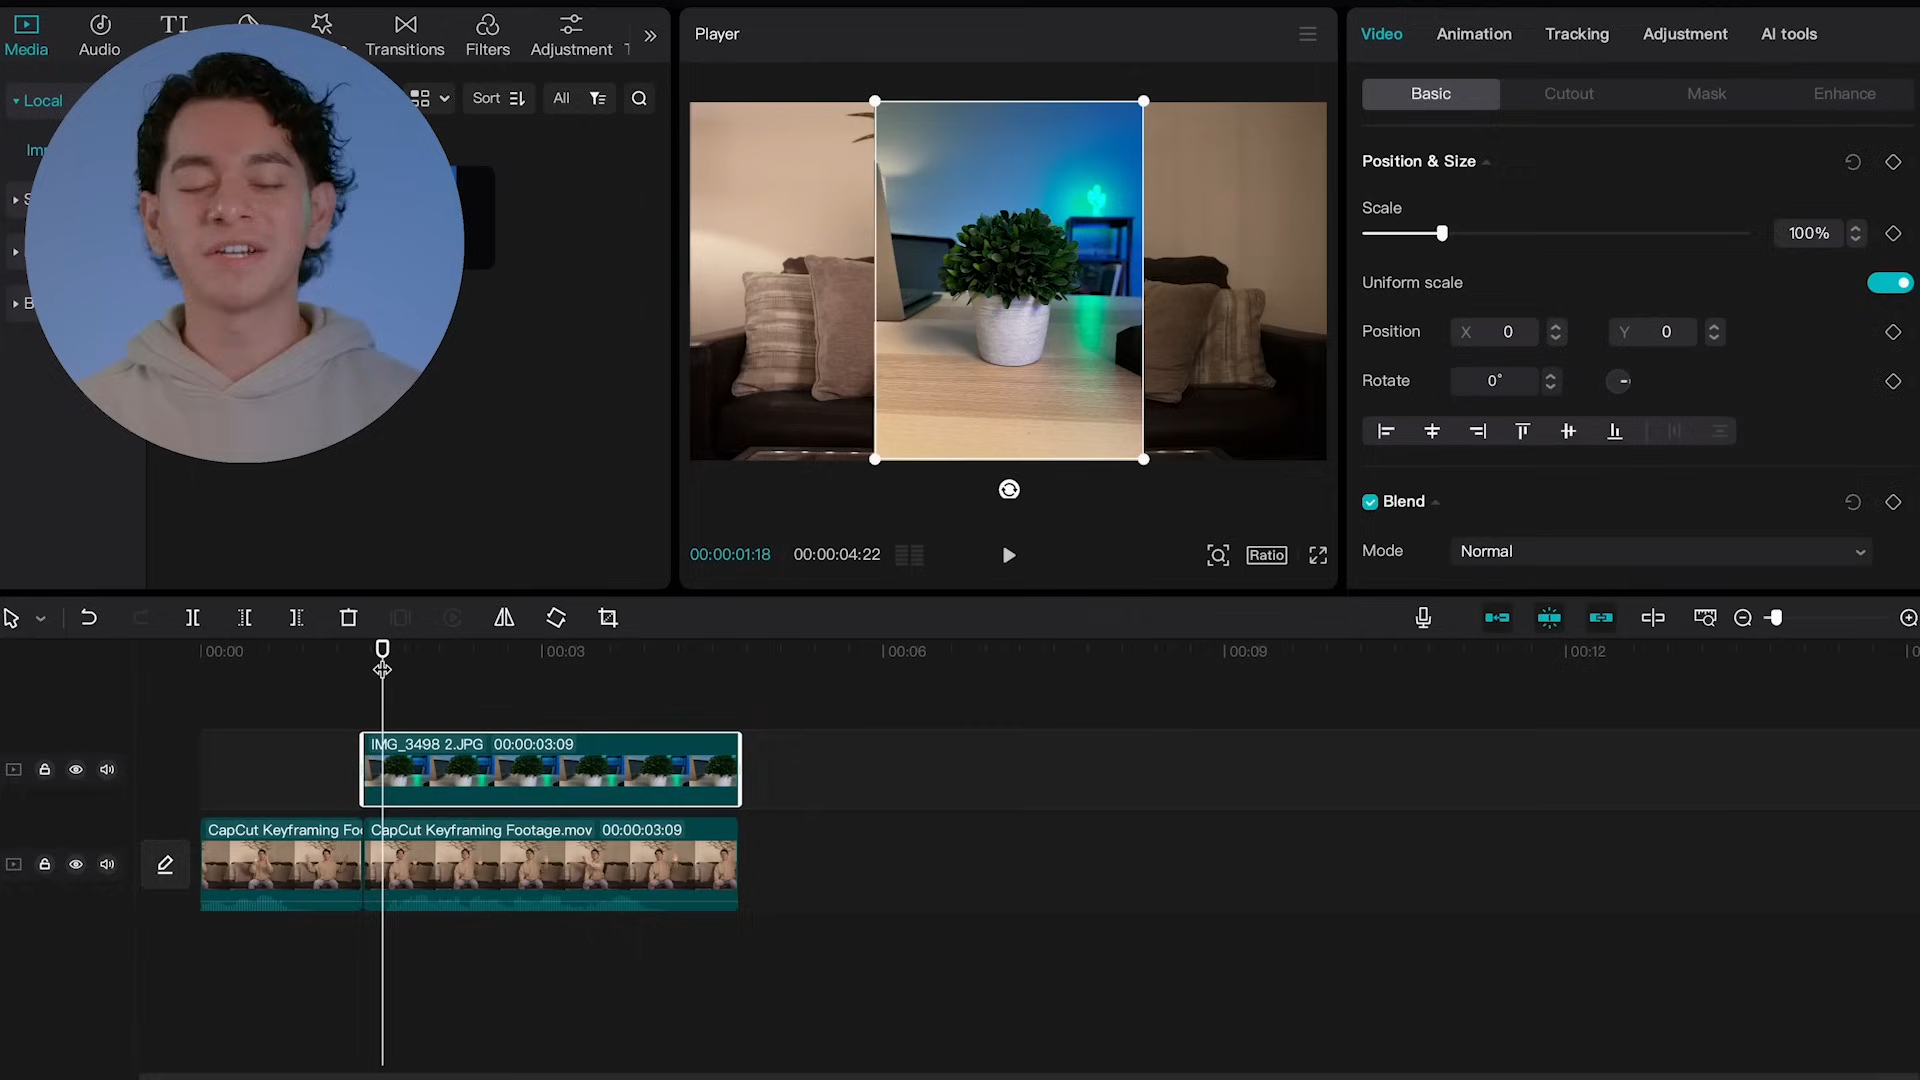 Media
Audio
TI
Transitions
Filters
Adjustment
Local
Sort
All
Player
00:00:01:18
00:00:04:22
Ratio
Video
Animation
Tracking
Adjustment
AI tools
Basic
Cutout
Mask
Enhance
Position & Size
Scale
100%
Uniform scale
Position
X 0
Y 0
Rotate
0°
Blend
Mode
Normal
00:00
00:03
00:06
00:09
00:12
IMG_3498 2.JPG 00:00:03:09
CapCut Keyframing Fo
CapCut Keyframing Footage.mov 00:00:03:09